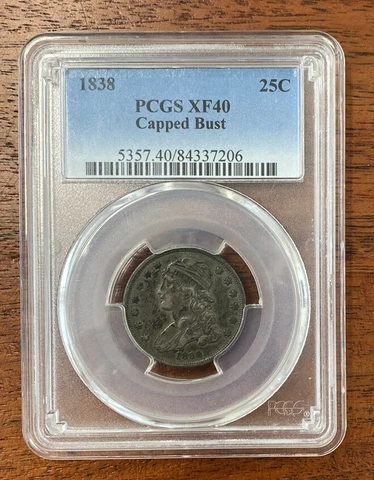 1838 25C
PCGS XF40
Capped Bust
5357.40/84337206
PCGS